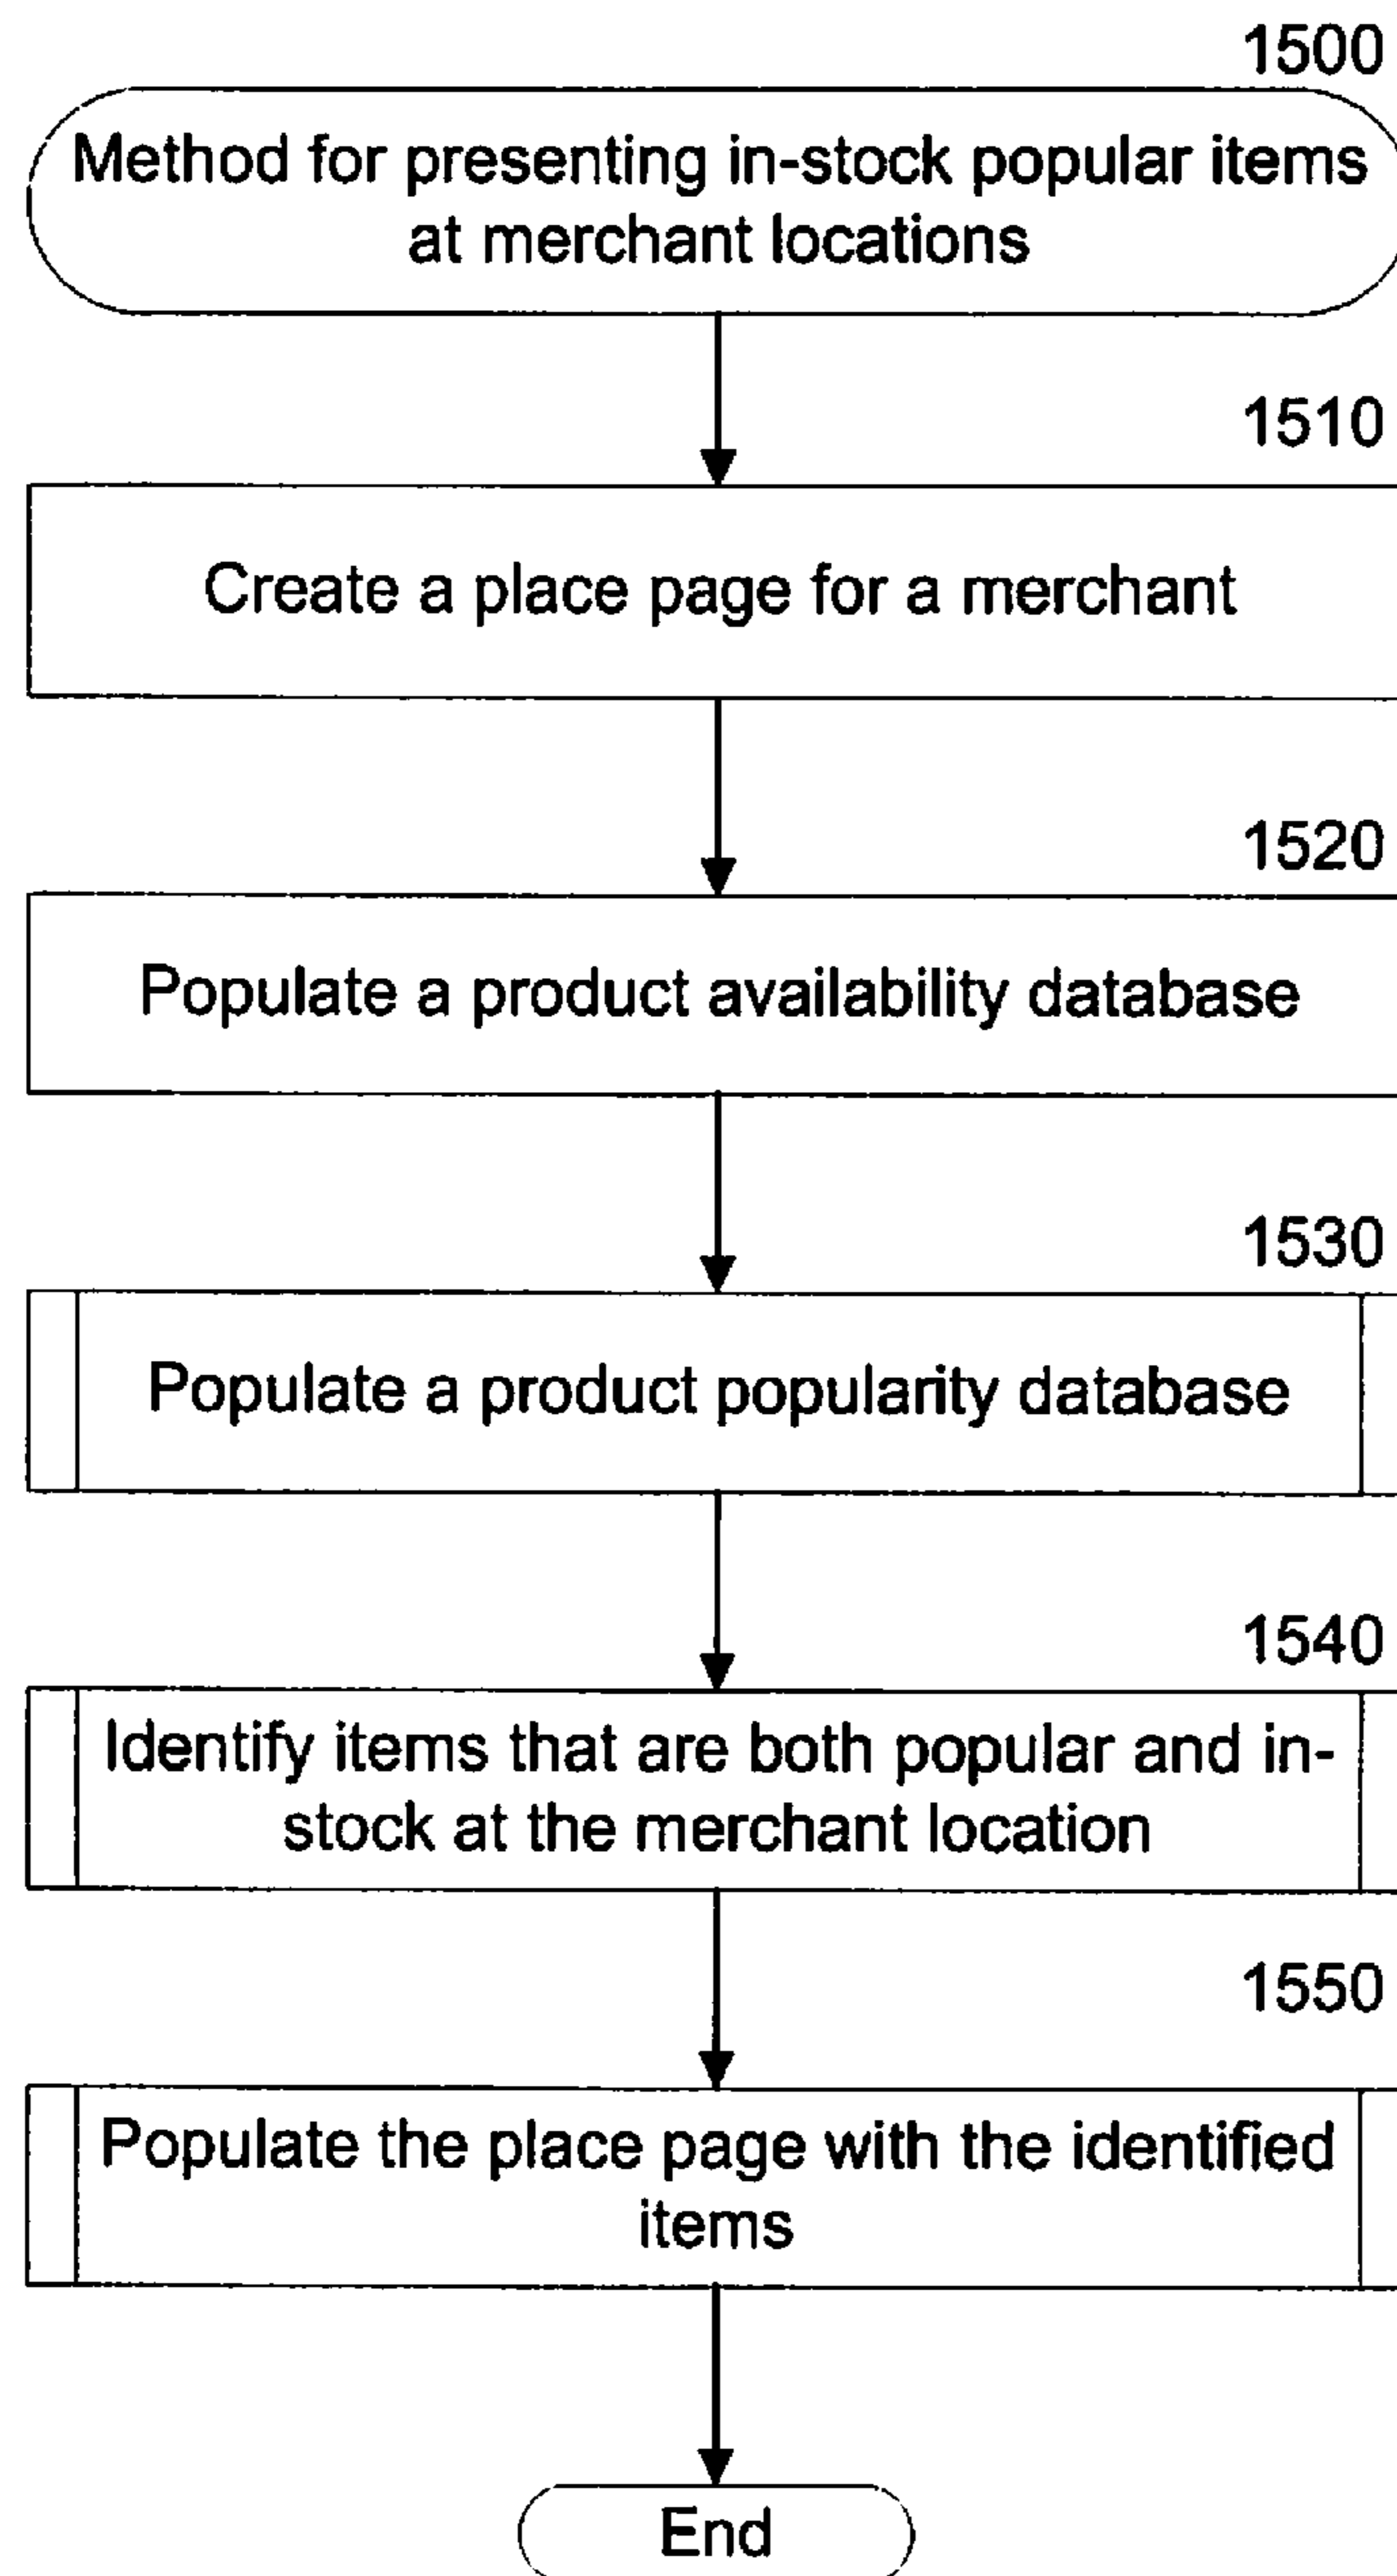 1500
Method for presenting in-stock popular items
at merchant locations
1510
Create a place page for a merchant
1520
Populate a product availability database
1530
Populate a product popularity database
1540
Identify items that are both popular and in-
stock at the merchant location
1550
Populate the place page with the identified
items
End